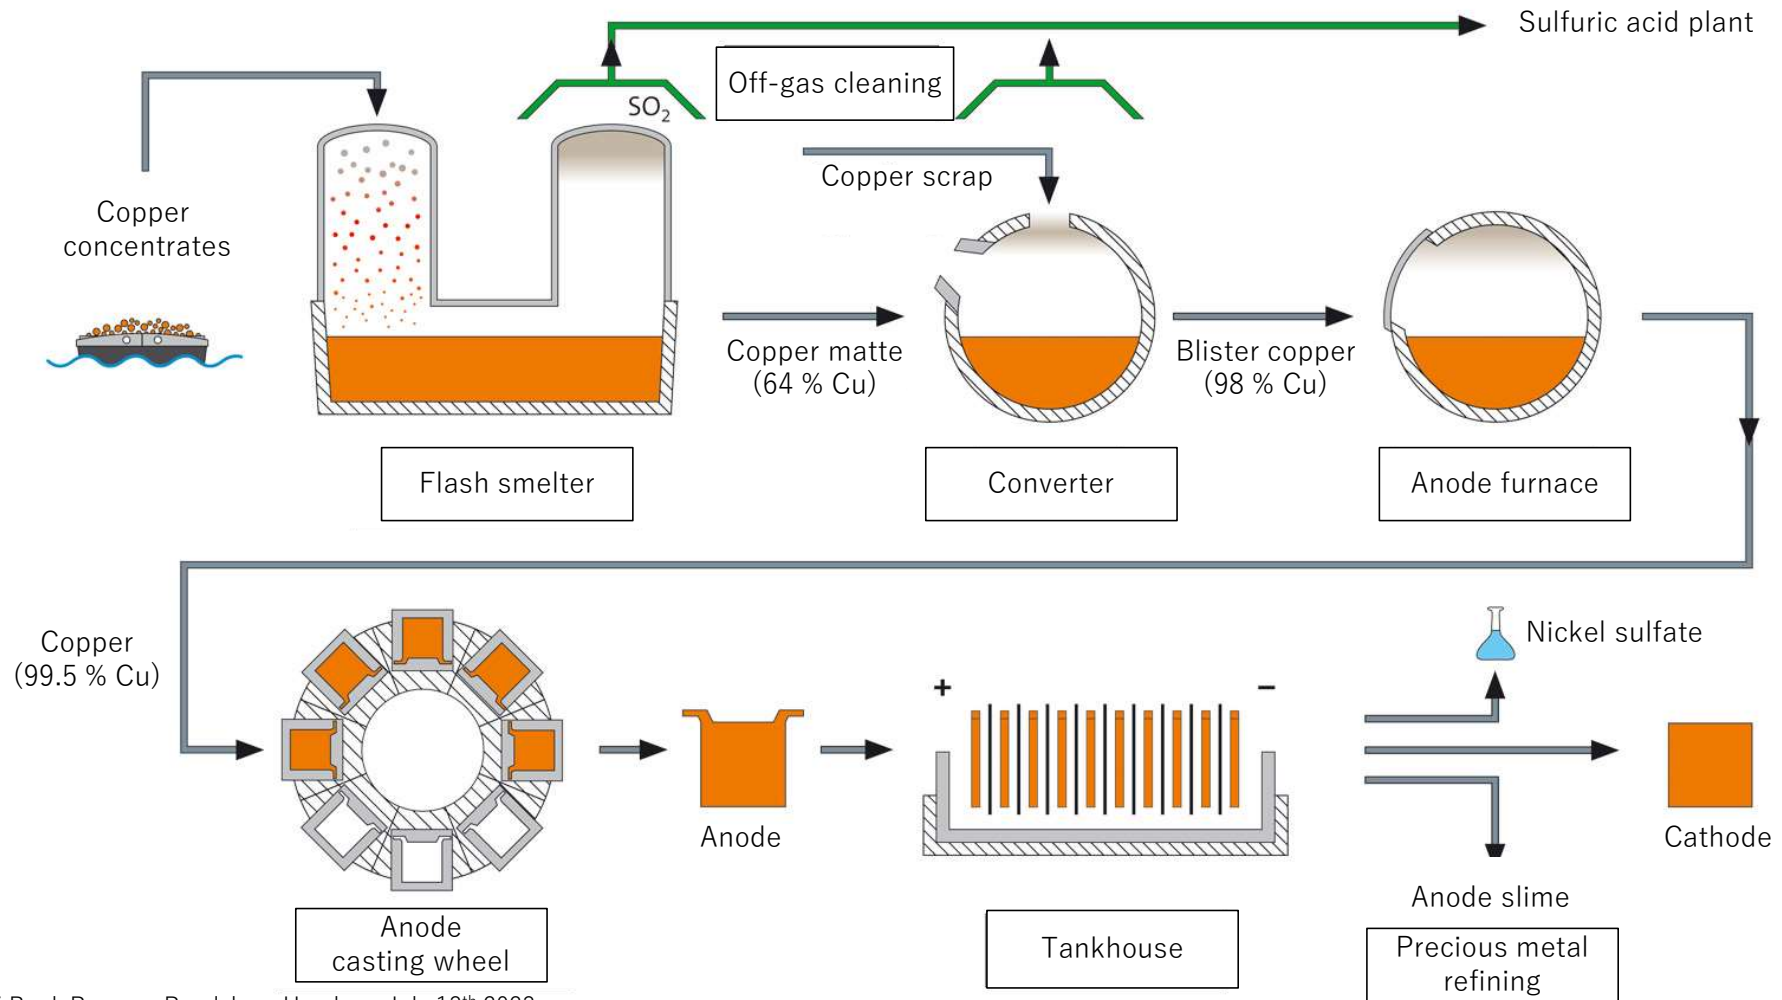 Sulfuric acid plant
Off-gas cleaning
SO₂
Copper scrap
Copper
concentrates
Copper matte
(64 % Cu)
Blister copper
(98 % Cu)
Flash smelter
Converter
Anode furnace
Copper
(99.5 % Cu)
Nickel sulfate
+
−
Anode
Cathode
Anode slime
Anode
casting wheel
Tankhouse
Precious metal
refining